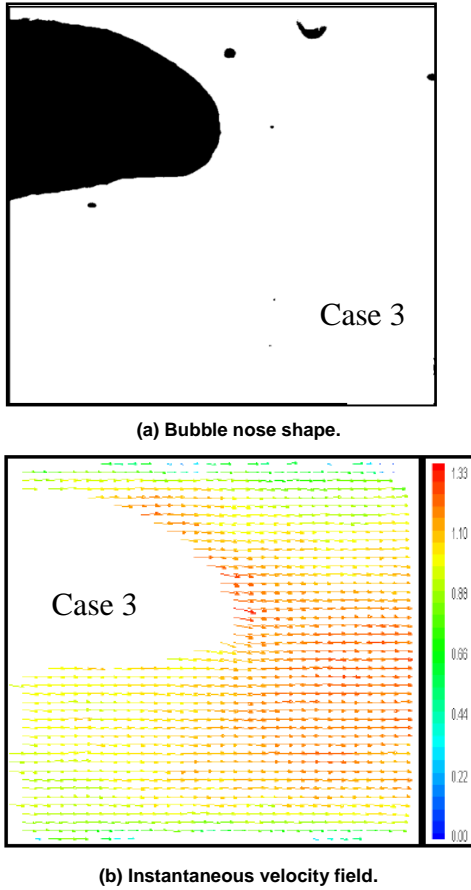 Case 3
(a) Bubble nose shape.
Case 3
1.33
1.10
0.88
0.66
0.44
0.22
0.00
(b) Instantaneous velocity field.